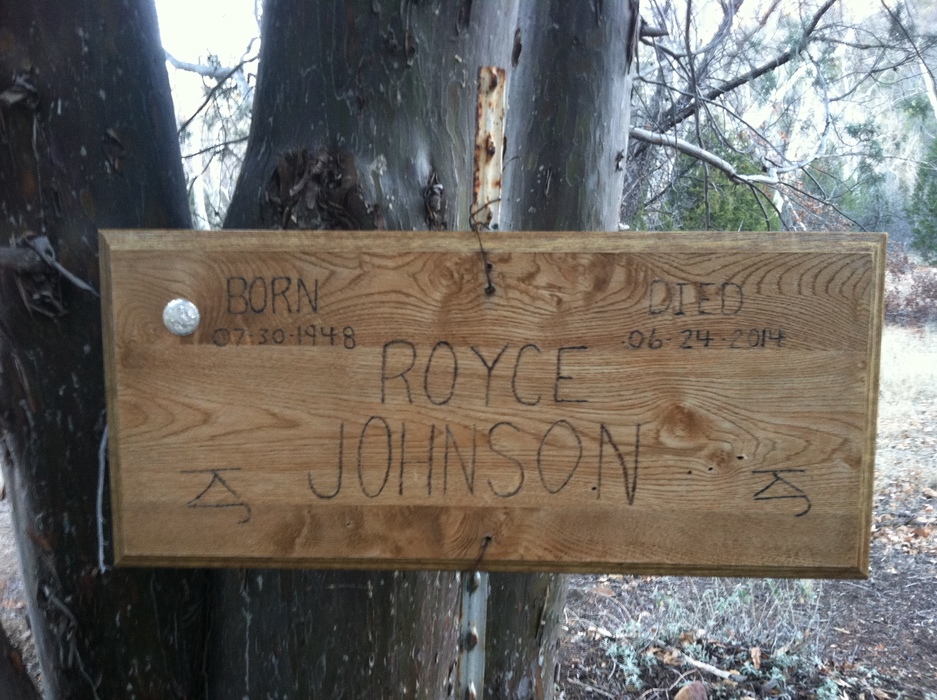 BORN
07-30-1948
DIED
06-24-2014
ROYCE
JOHNSON